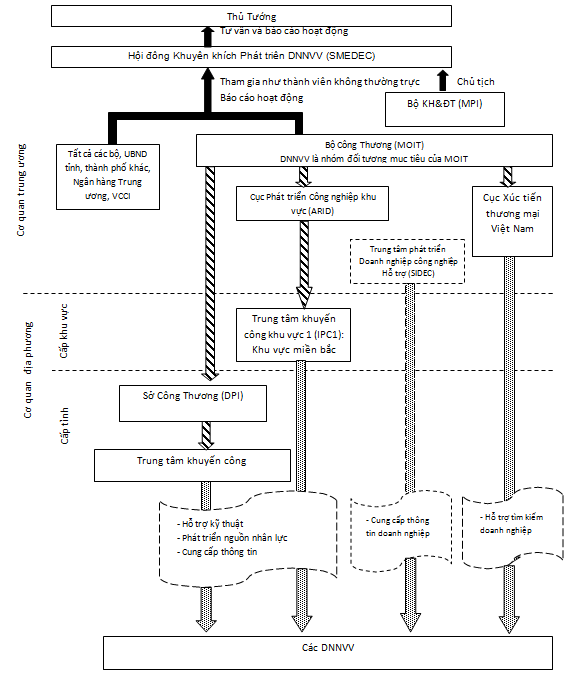 Thủ Tướng
Tư vấn và báo cáo hoạt động
Hội đồng Khuyến khích Phát triển DNNVV (SMEDEC)
Tham gia như thành viên không thường trực
Báo cáo hoạt động
Chủ tịch
Bộ KH&ĐT (MPI)
Cơ quan trung ương
Tất cả các bộ, UBND
tỉnh, thành phố khác,
Ngân hàng Trung
ương, VCCI
Bộ Công Thương (MOIT)
DNNVV là nhóm đối tượng mục tiêu của MOIT
Cục Phát triển Công nghiệp khu
vực (ARID)
Cục Xúc tiến
thương mại
Việt Nam
Trung tâm phát triển
Doanh nghiệp công nghiệp
Hỗ trợ (SIDEC)
Cơ quan địa phương
Cấp khu vực
Trung tâm khuyến
công khu vực 1 (IPC1):
Khu vực miền bắc
Cấp tỉnh
Sở Công Thương (DPI)
Trung tâm khuyến công
- Hỗ trợ kỹ thuật
- Phát triển nguồn nhân lực
- Cung cấp thông tin
- Cung cấp thông
tin doanh nghiệp
- Hỗ trợ tìm kiếm
doanh nghiệp
Các DNNVV